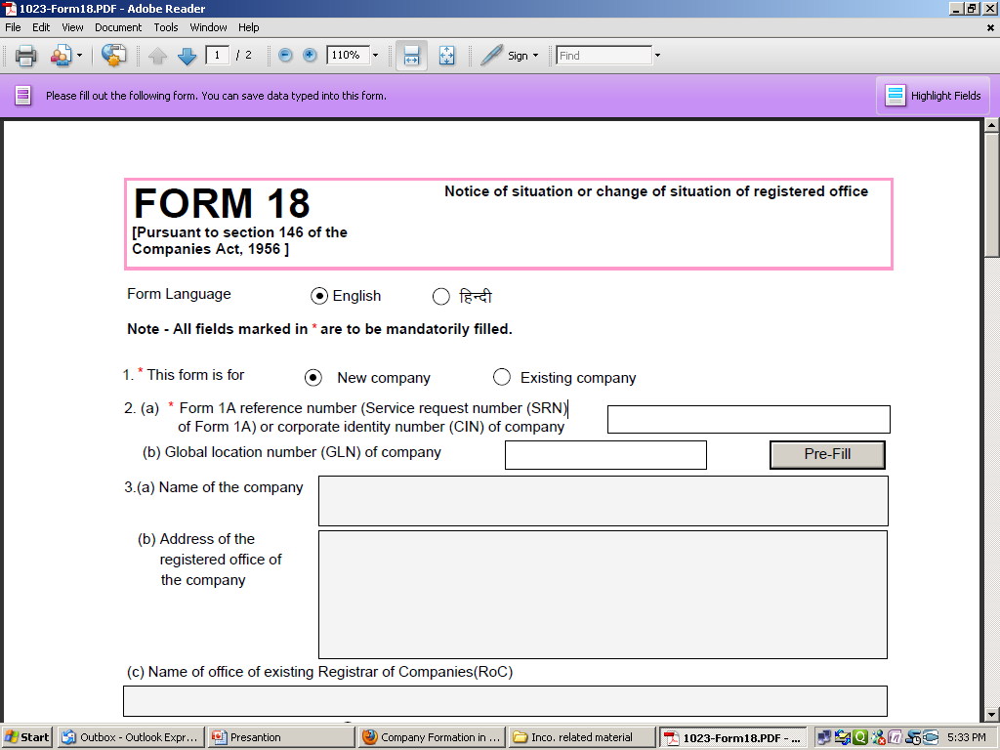 1023-Form18.PDF - Adobe Reader
File Edit View Document Tools Window Help
1 / 2 110% Sign Find
Please fill out the following form. You can save data typed into this form.
Highlight Fields
FORM 18
Notice of situation or change of situation of registered office
[Pursuant to section 146 of the
Companies Act, 1956 ]
Form Language English हिन्दी
Note - All fields marked in * are to be mandatorily filled.
1. * This form is for New company Existing company
2. (a) * Form 1A reference number (Service request number (SRN)
of Form 1A) or corporate identity number (CIN) of company
(b) Global location number (GLN) of company
Pre-Fill
3.(a) Name of the company
(b) Address of the
registered office of
the company
(c) Name of office of existing Registrar of Companies(RoC)
Start Outbox - Outlook Expr... Presantion Company Formation in ... Inco. related material 1023-Form18.PDF - ... 5:33 PM